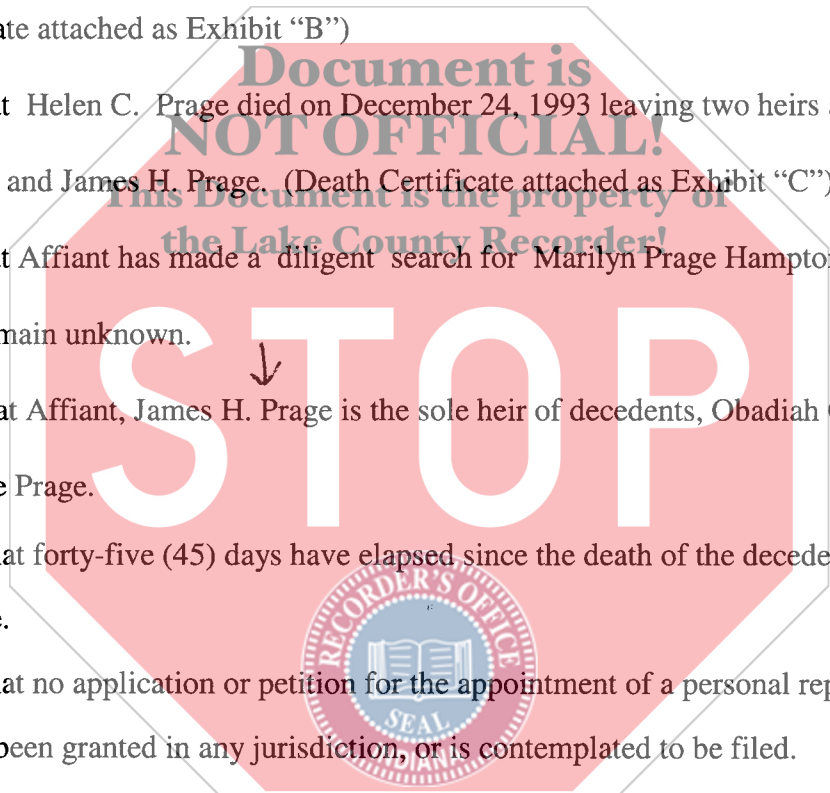 ate attached as Exhibit “B”)
Document is
at Helen C. Prage died on December 24, 1993 leaving two heirs
NOT OFFICIAL!
and James H. Prage. (Death Certificate attached as Exhibit “C”)
This Document is the property of
the Lake County Recorder!
at Affiant has made a diligent search for Marilyn Prage Hampton
main unknown.
STOP
at Affiant, James H. Prage is the sole heir of decedents, Obadiah
e Prage.
at forty-five (45) days have elapsed since the death of the decede
e.
RECORDER'S OFFICE
at no application or petition for the appointment of a personal rep
SEAL
been granted in any jurisdiction, or is contemplated to be filed.
INDIANA